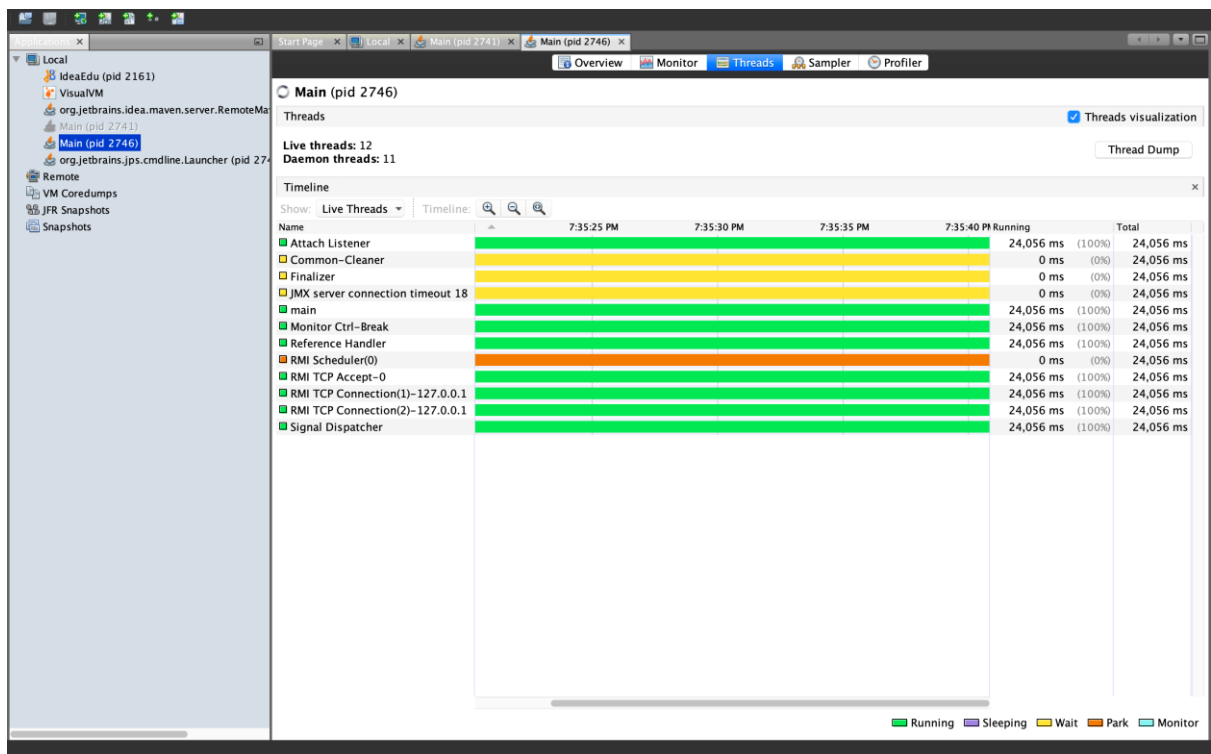 Applications ×
Start Page × Local × Main (pid 2741) × Main (pid 2746) ×
Local
IdeaEdu (pid 2161)
VisualVM
org.jetbrains.idea.maven.server.RemoteMa
Main (pid 2741)
Main (pid 2746)
org.jetbrains.jps.cmdline.Launcher (pid 274
Remote
VM Coredumps
JFR Snapshots
Snapshots
Overview Monitor Threads Sampler Profiler
Main (pid 2746)
Threads Threads visualization
Live threads: 12
Daemon threads: 11
Thread Dump
Timeline ×
Show: Live Threads Timeline:
Name 7:35:25 PM 7:35:30 PM 7:35:35 PM 7:35:40 PM Running Total
Attach Listener 24,056 ms (100%) 24,056 ms
Common-Cleaner 0 ms (0%) 24,056 ms
Finalizer 0 ms (0%) 24,056 ms
JMX server connection timeout 18 0 ms (0%) 24,056 ms
main 24,056 ms (100%) 24,056 ms
Monitor Ctrl-Break 24,056 ms (100%) 24,056 ms
Reference Handler 24,056 ms (100%) 24,056 ms
RMI Scheduler(0) 0 ms (0%) 24,056 ms
RMI TCP Accept-0 24,056 ms (100%) 24,056 ms
RMI TCP Connection(1)-127.0.0.1 24,056 ms (100%) 24,056 ms
RMI TCP Connection(2)-127.0.0.1 24,056 ms (100%) 24,056 ms
Signal Dispatcher 24,056 ms (100%) 24,056 ms
Running Sleeping Wait Park Monitor